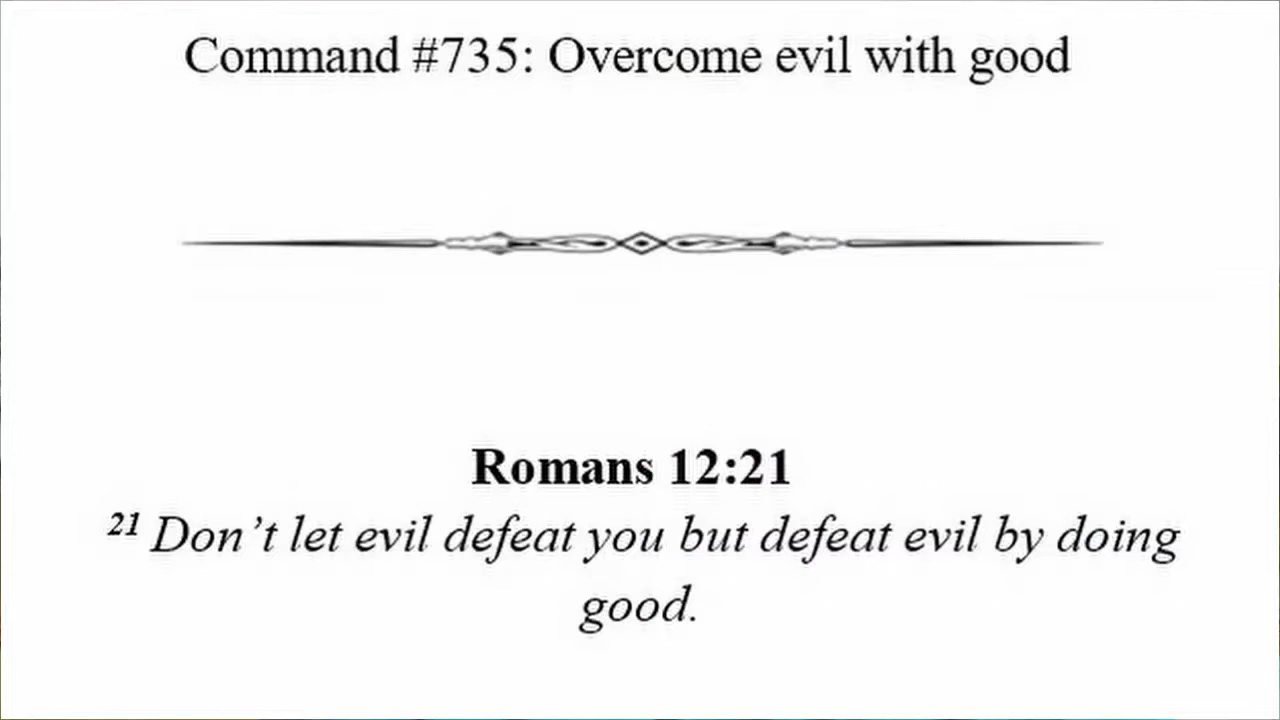 Command #735: Overcome evil with good
Romans 12:21
21 Don’t let evil defeat you but defeat evil by doing
good.